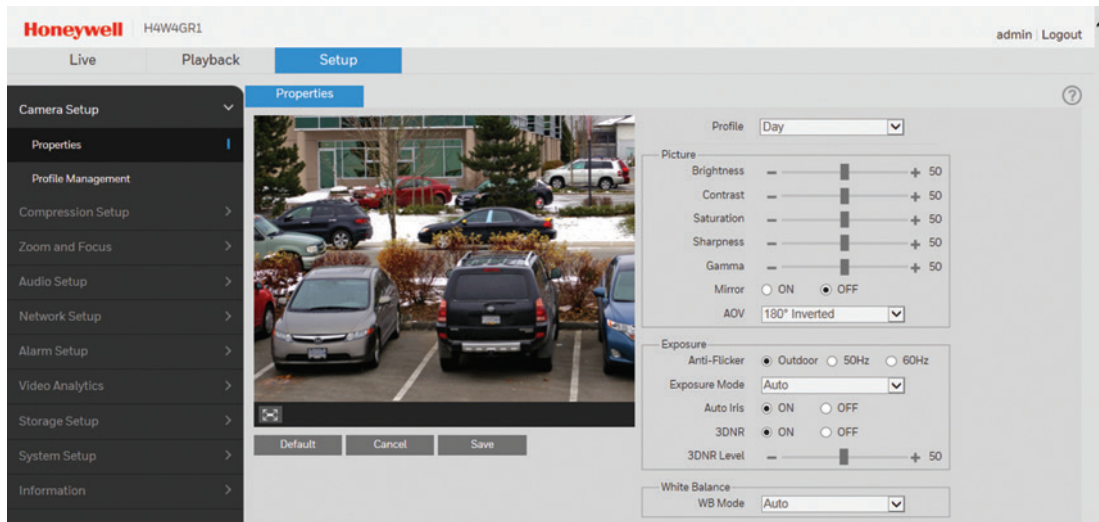 Honeywell H4W4GR1
admin Logout
Live Playback Setup
Camera Setup
Properties
Profile Management
Compression Setup
Zoom and Focus
Audio Setup
Network Setup
Alarm Setup
Video Analytics
Storage Setup
System Setup
Information
Properties
?
Default Cancel Save
Profile Day
Picture
Brightness - + 50
Contrast - + 50
Saturation - + 50
Sharpness - + 50
Gamma - + 50
Mirror ON OFF
AOV 180° Inverted
Exposure
Anti-Flicker Outdoor 50Hz 60Hz
Exposure Mode Auto
Auto Iris ON OFF
3DNR ON OFF
3DNR Level - + 50
White Balance
WB Mode Auto